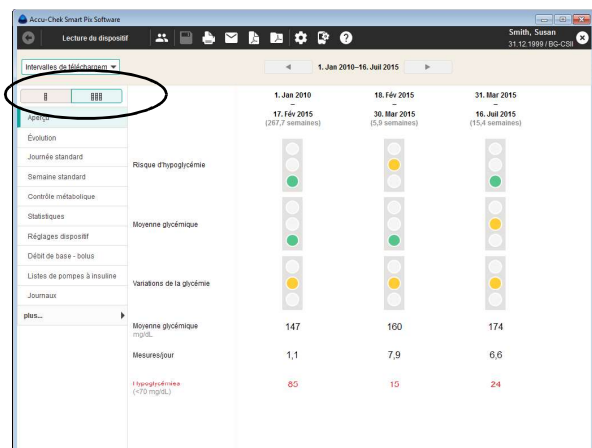 Accu-Chek Smart Pix Software
Lecture du dispositif
Smith, Susan
31.12.1999 / BG-CSII
Intervalles de téléchargem
1. Jan 2010–16. Juil 2015
1. Jan 2010 18. Fév 2015 31. Mar 2015
– – –
17. Fév 2015 30. Mar 2015 16. Juil 2015
(267,7 semaines) (5,9 semaines) (15,4 semaines)
Aperçu
Évolution
Journée standard
Semaine standard
Contrôle métabolique
Statistiques
Réglages dispositif
Débit de base - bolus
Listes de pompes à insuline
Journaux
plus...
Risque d'hypoglycémie
Moyenne glycémique
Variations de la glycémie
Moyenne glycémique 147 160 174
mg/dL
Mesures/jour 1,1 7,9 6,6
Hypoglycémies 85 15 24
(<70 mg/dL)